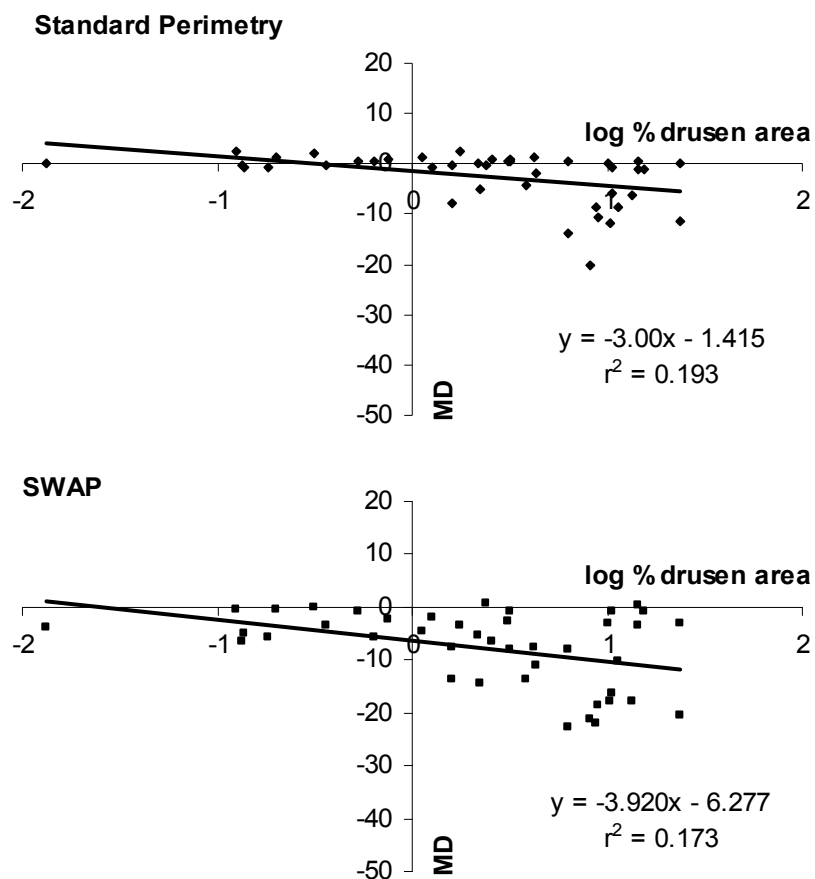 Standard Perimetry
20
10
log % drusen area
0
-2 -1 0 1 2
-10
-20
-30
y = -3.00x - 1.415
r² = 0.193
-40
MD
-50
SWAP
20
10
log % drusen area
0
-2 -1 0 1 2
-10
-20
-30
y = -3.920x - 6.277
r² = 0.173
-40
MD
-50